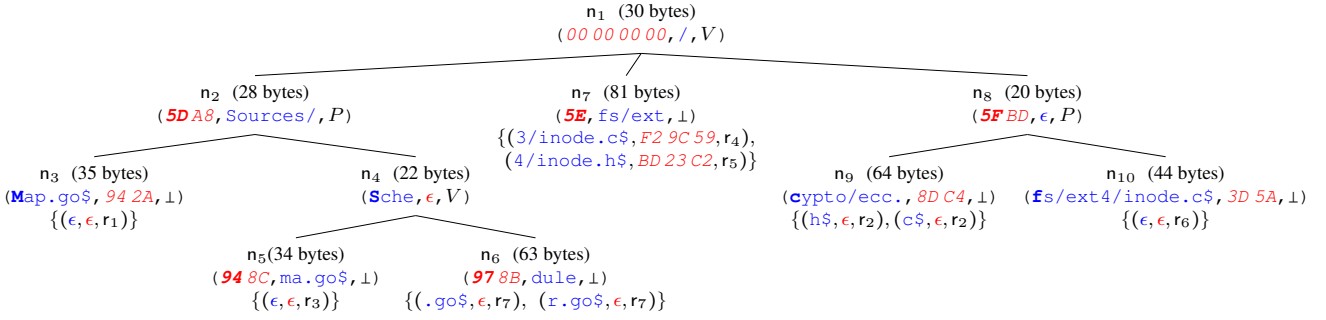 n1 (30 bytes)
(00 00 00 00, /, V)
n2 (28 bytes)
(5D A8, Sources/, P)
n7 (81 bytes)
(5E, fs/ext, ⊥)
{(3/inode.c$, F2 9C 59, r4),
(4/inode.h$, BD 23 C2, r5)}
n8 (20 bytes)
(5F BD, ϵ, P)
n3 (35 bytes)
(Map.go$, 94 2A, ⊥)
{(ϵ, ϵ, r1)}
n4 (22 bytes)
(Sche, ϵ, V)
n9 (64 bytes)
(cypto/ecc., 8D C4, ⊥)
{(h$, ϵ, r2), (c$, ϵ, r2)}
n10 (44 bytes)
(fs/ext4/inode.c$, 3D 5A, ⊥)
{(ϵ, ϵ, r6)}
n5(34 bytes)
(94 8C, ma.go$, ⊥)
{(ϵ, ϵ, r3)}
n6 (63 bytes)
(97 8B, dule, ⊥)
{(.go$, ϵ, r7), (r.go$, ϵ, r7)}